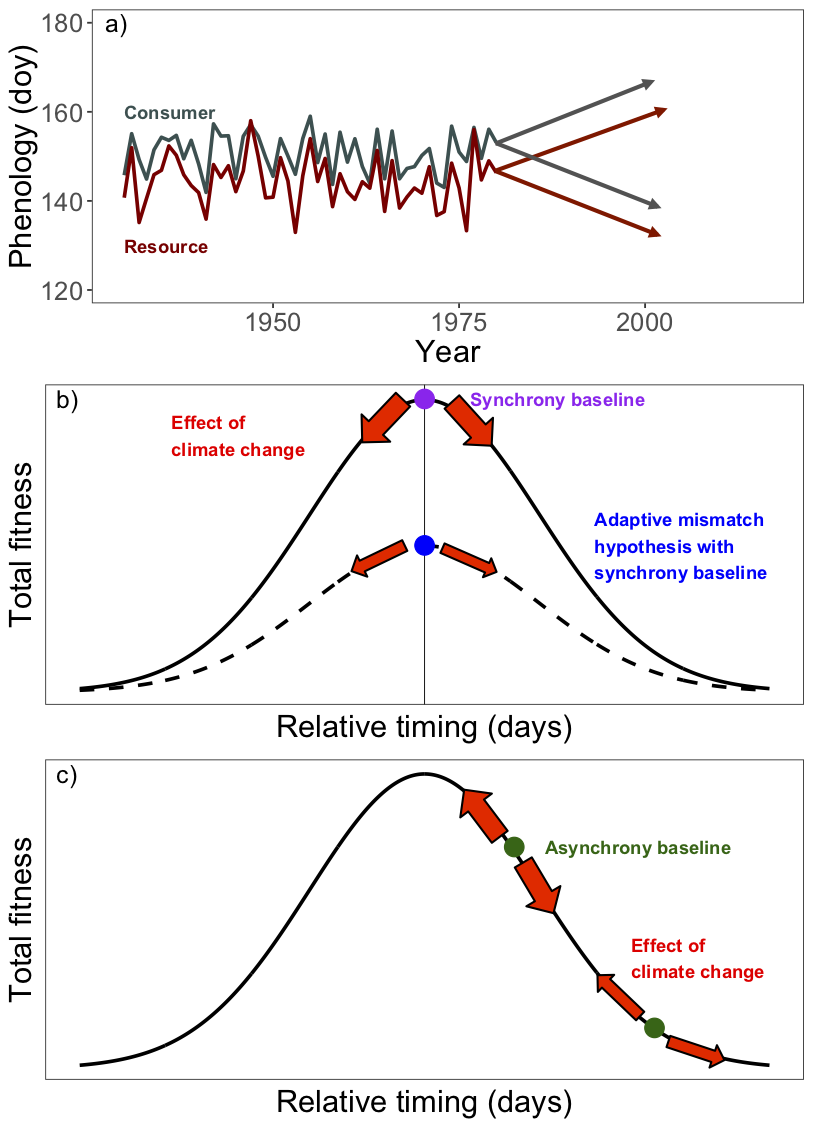 a)
Phenology (doy)
180
160
140
120
Consumer
Resource
1950
1975
2000
Year
b)
Synchrony baseline
Effect of
climate change
Adaptive mismatch
hypothesis with
synchrony baseline
Total fitness
Relative timing (days)
c)
Asynchrony baseline
Effect of
climate change
Total fitness
Relative timing (days)